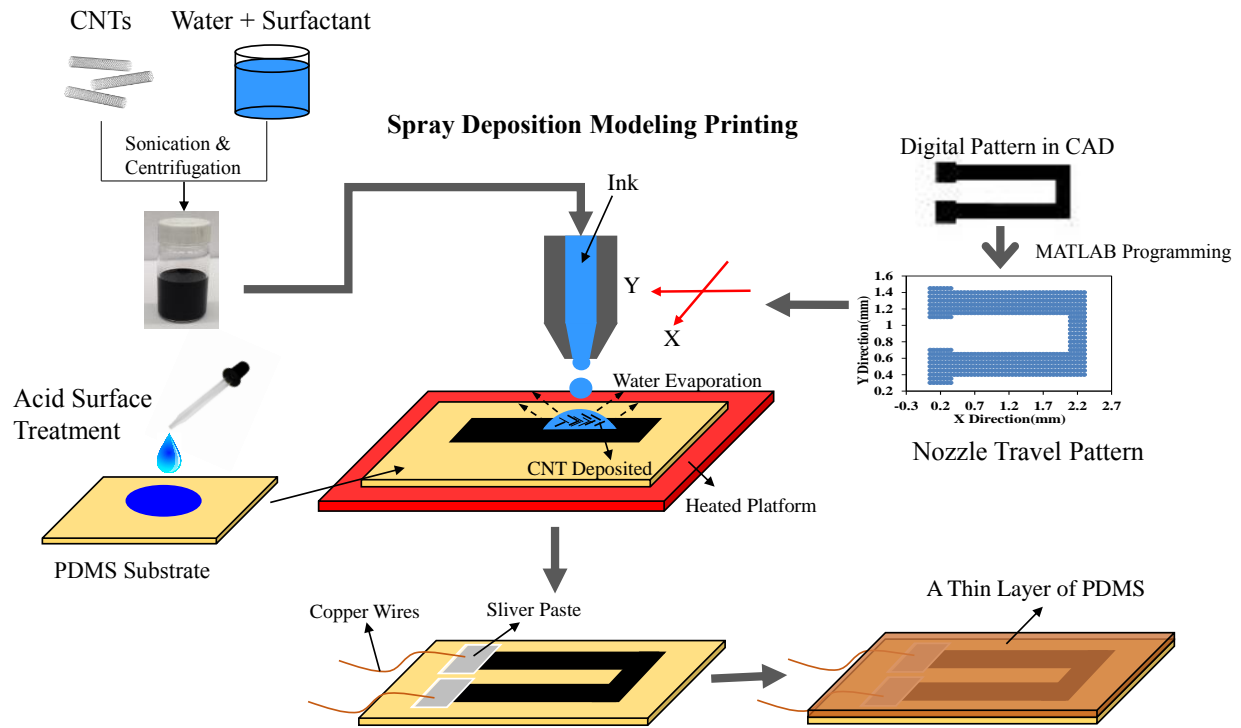 CNTs
Water + Surfactant
Sonication &
Centrifugation
Spray Deposition Modeling Printing
Ink
Y
X
Digital Pattern in CAD
MATLAB Programming
Y Direction(mm)
1.6
1.4
1.2
1
0.8
0.6
0.4
0.2
-0.3 0.2 0.7 1.2 1.7 2.2 2.7
X Direction(mm)
Nozzle Travel Pattern
Acid Surface
Treatment
PDMS Substrate
Water Evaporation
CNT Deposited
Heated Platform
Copper Wires
Sliver Paste
A Thin Layer of PDMS